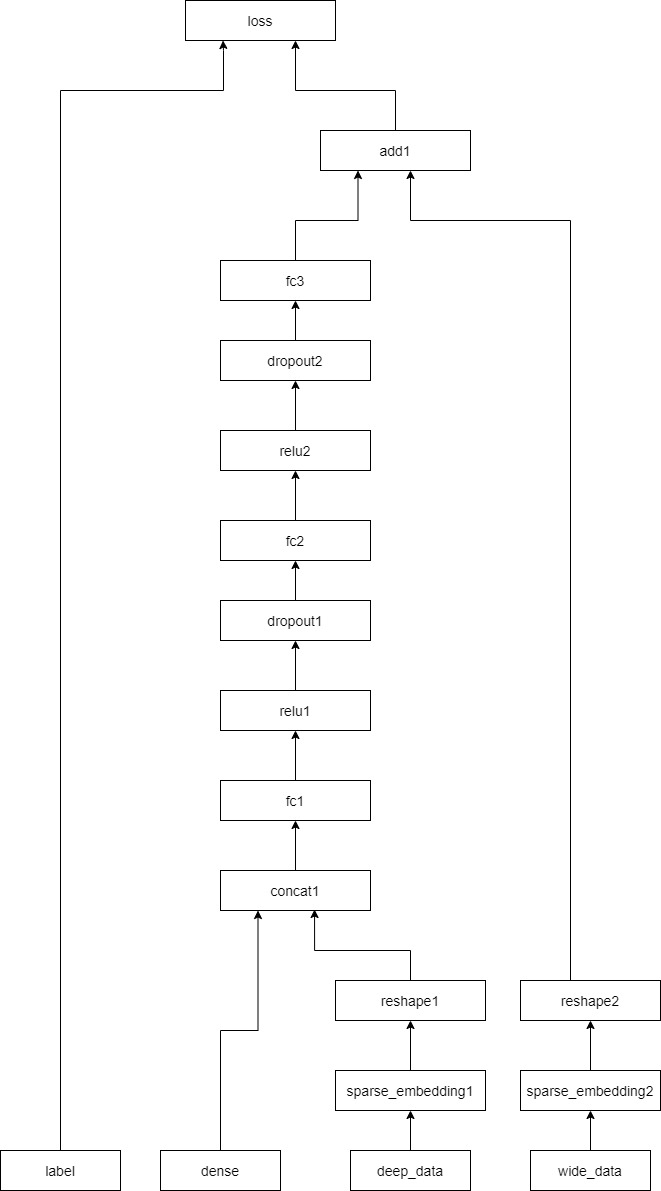 loss
add1
fc3
dropout2
relu2
fc2
dropout1
relu1
fc1
concat1
reshape1
reshape2
sparse_embedding1
sparse_embedding2
label
dense
deep_data
wide_data